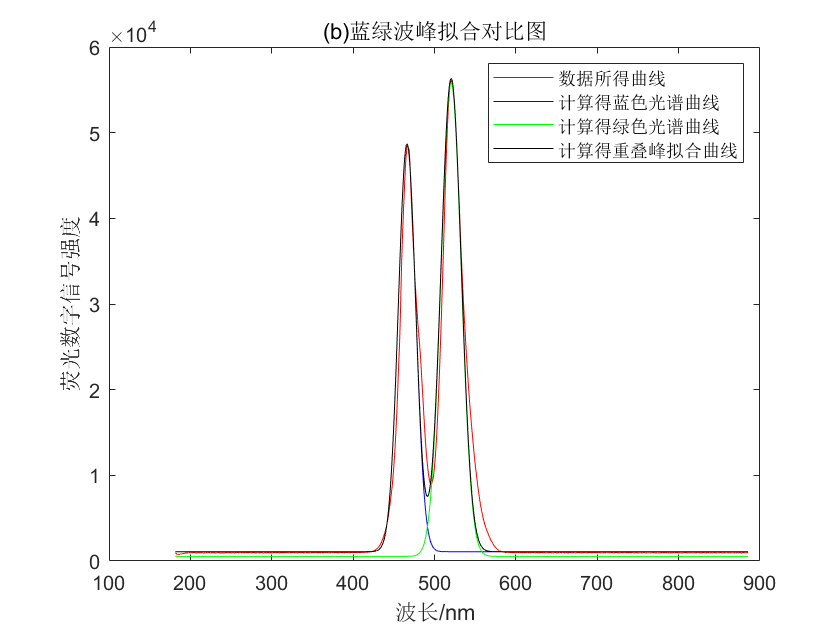 (b)蓝绿波峰拟合对比图
×10⁴
6
5
4
3
2
1
0
荧光数字信号强度
数据所得曲线
计算得蓝色光谱曲线
计算得绿色光谱曲线
计算得重叠峰拟合曲线
100 200 300 400 500 600 700 800 900
波长/nm